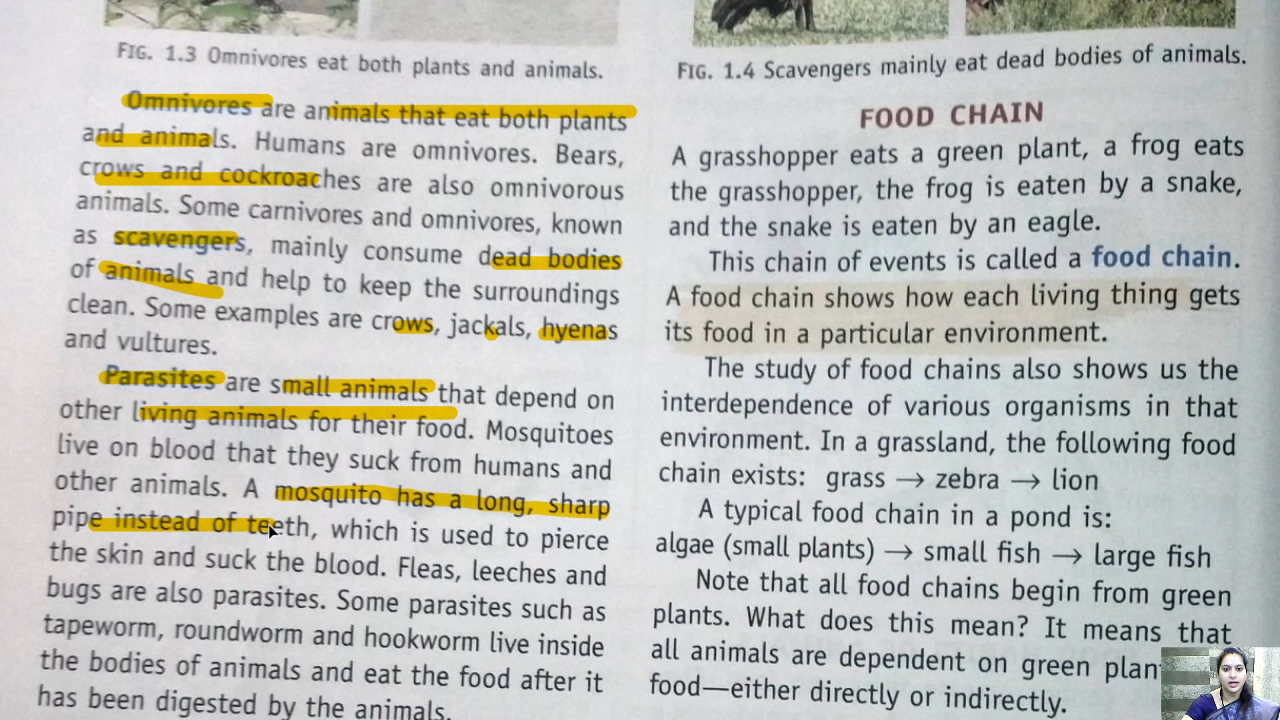 FIG. 1.3 Omnivores eat both plants and animals.
Omnivores are animals that eat both plants
and animals. Humans are omnivores. Bears,
crows and cockroaches are also omnivorous
animals. Some carnivores and omnivores, known
as scavengers, mainly consume dead bodies
of animals and help to keep the surroundings
clean. Some examples are crows, jackals, hyenas
and vultures.
Parasites are small animals that depend on
other living animals for their food. Mosquitoes
live on blood that they suck from humans and
other animals. A mosquito has a long, sharp
pipe instead of teeth, which is used to pierce
the skin and suck the blood. Fleas, leeches and
bugs are also parasites. Some parasites such as
tapeworm, roundworm and hookworm live inside
the bodies of animals and eat the food after it
has been digested by the animals.
FIG. 1.4 Scavengers mainly eat dead bodies of animals.
FOOD CHAIN
A grasshopper eats a green plant, a frog eats
the grasshopper, the frog is eaten by a snake,
and the snake is eaten by an eagle.
This chain of events is called a food chain.
A food chain shows how each living thing gets
its food in a particular environment.
The study of food chains also shows us the
interdependence of various organisms in that
environment. In a grassland, the following food
chain exists: grass → zebra → lion
A typical food chain in a pond is:
algae (small plants) → small fish → large fish
Note that all food chains begin from green
plants. What does this mean? It means that
all animals are dependent on green plan
food—either directly or indirectly.